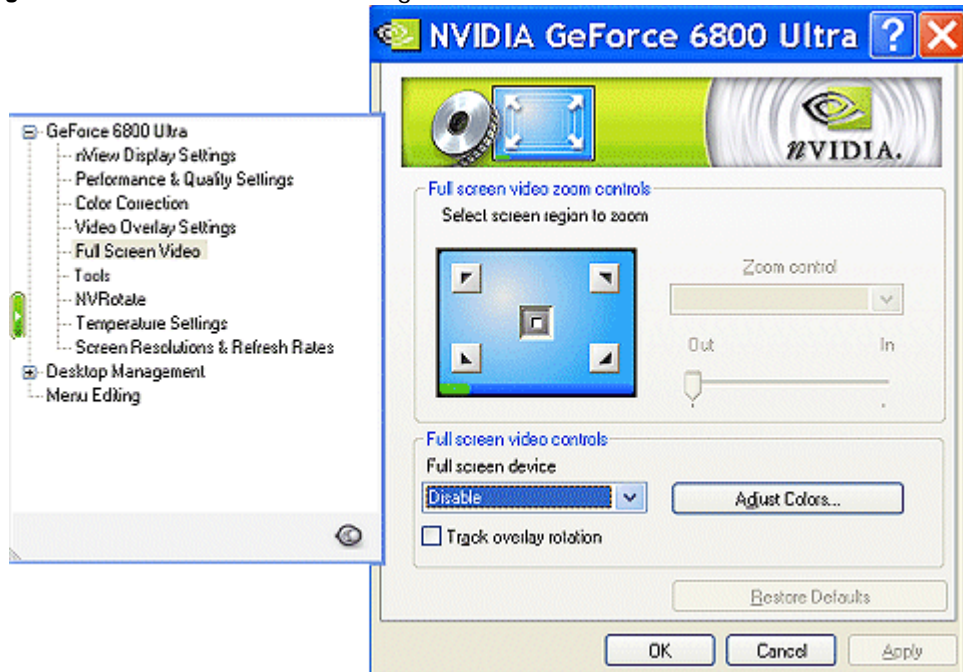 NVIDIA GeForce 6800 Ultra
nVIDIA.
GeForce 6800 Ultra
nView Display Settings
Performance & Quality Settings
Color Correction
Video Overlay Settings
Full Screen Video
Tools
NVRotate
Temperature Settings
Screen Resolutions & Refresh Rates
Desktop Management
Menu Editing
Full screen video zoom controls
Select screen region to zoom
Zoom control
Out In
Full screen video controls
Full screen device
Disable
Adjust Colors...
Track overlay rotation
Restore Defaults
OK Cancel Apply